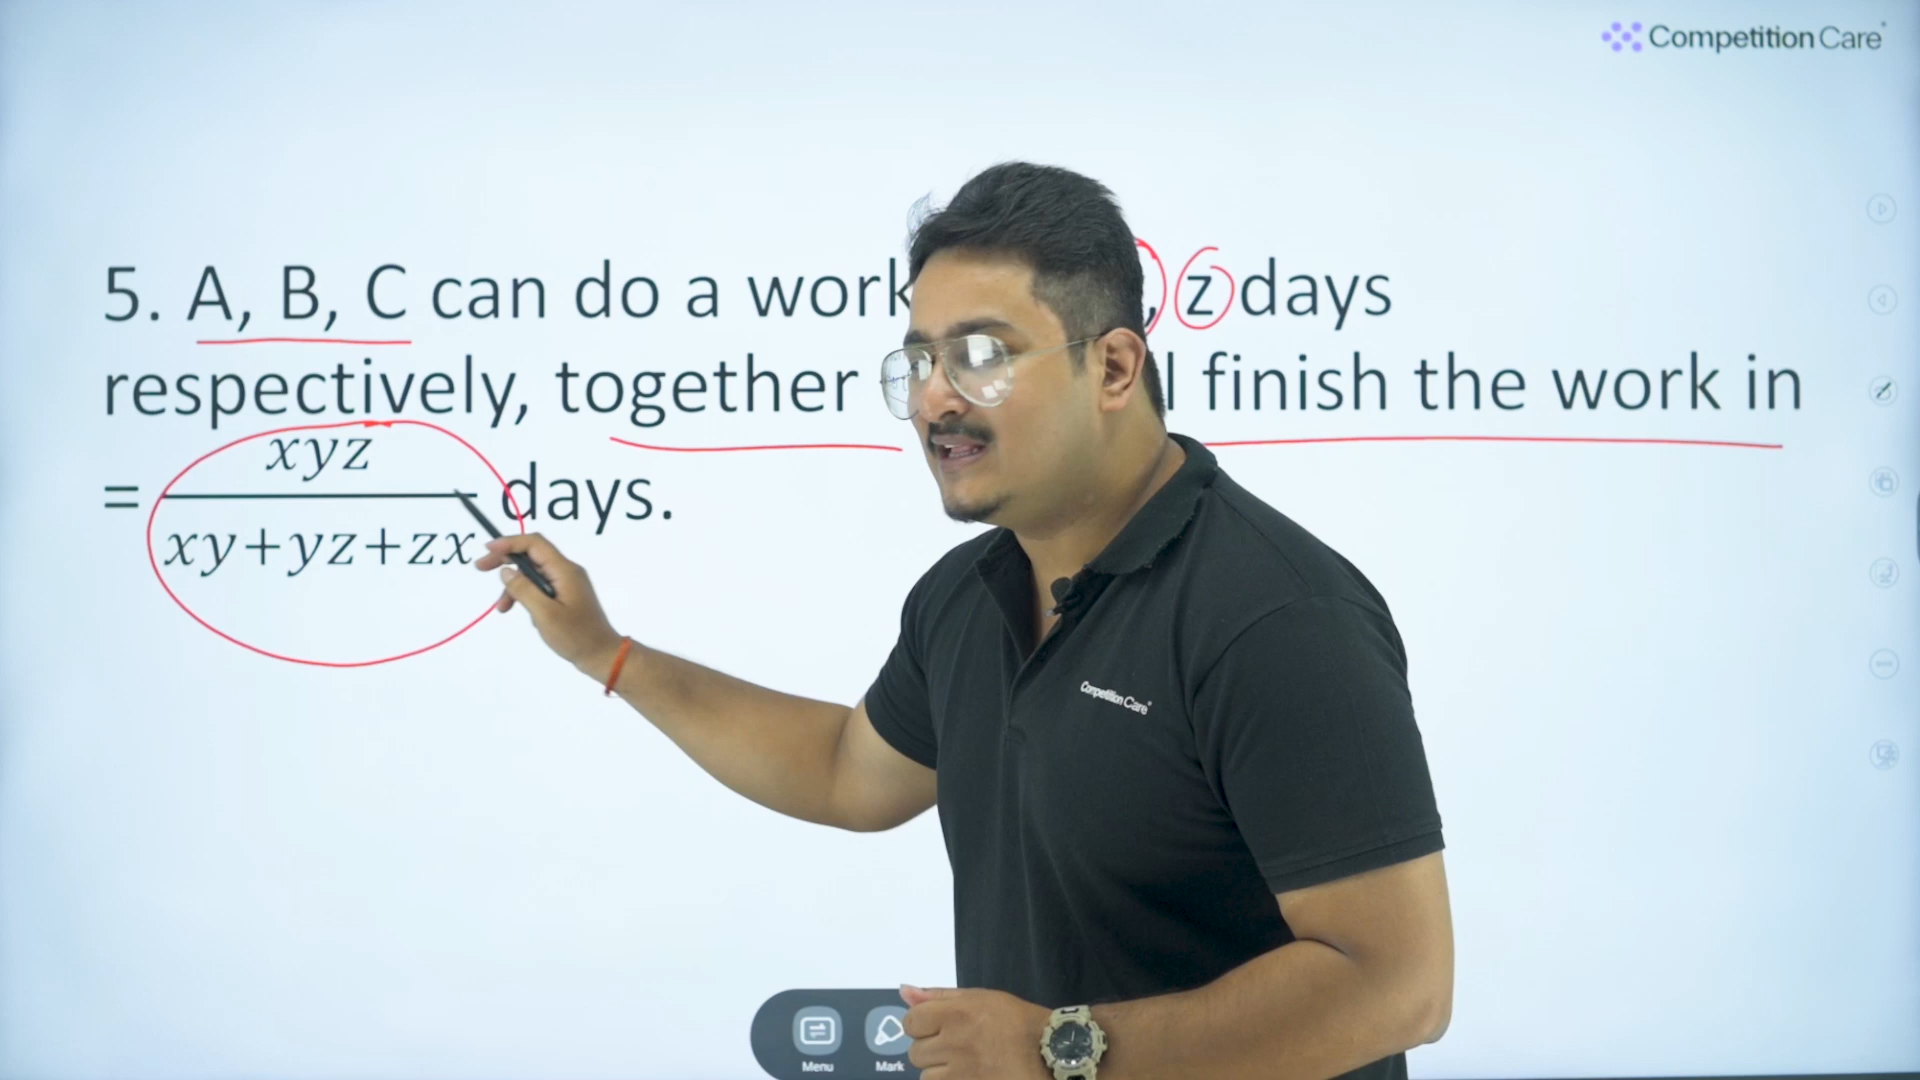 Competition Care
5. A, B, C can do a work , z days
respectively, together finish the work in
= xyz / xy+yz+zx days.
Competition Care
Menu Mark